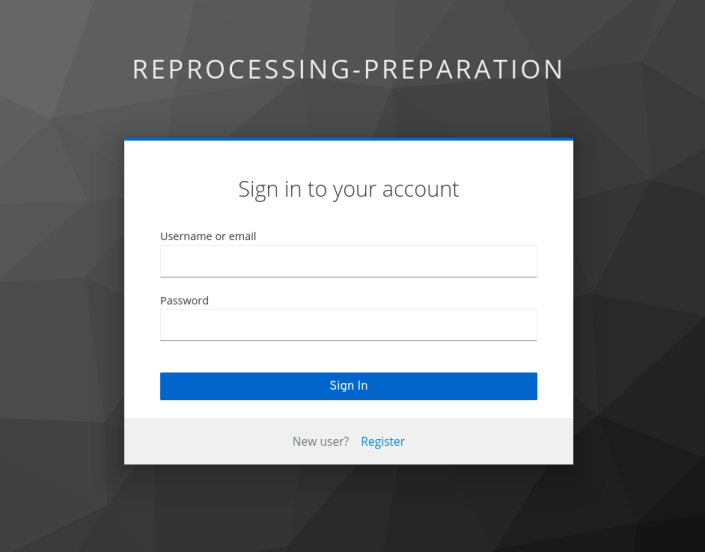 REPROCESSING-PREPARATION
Sign in to your account
Username or email
Password
Sign In
New user? Register